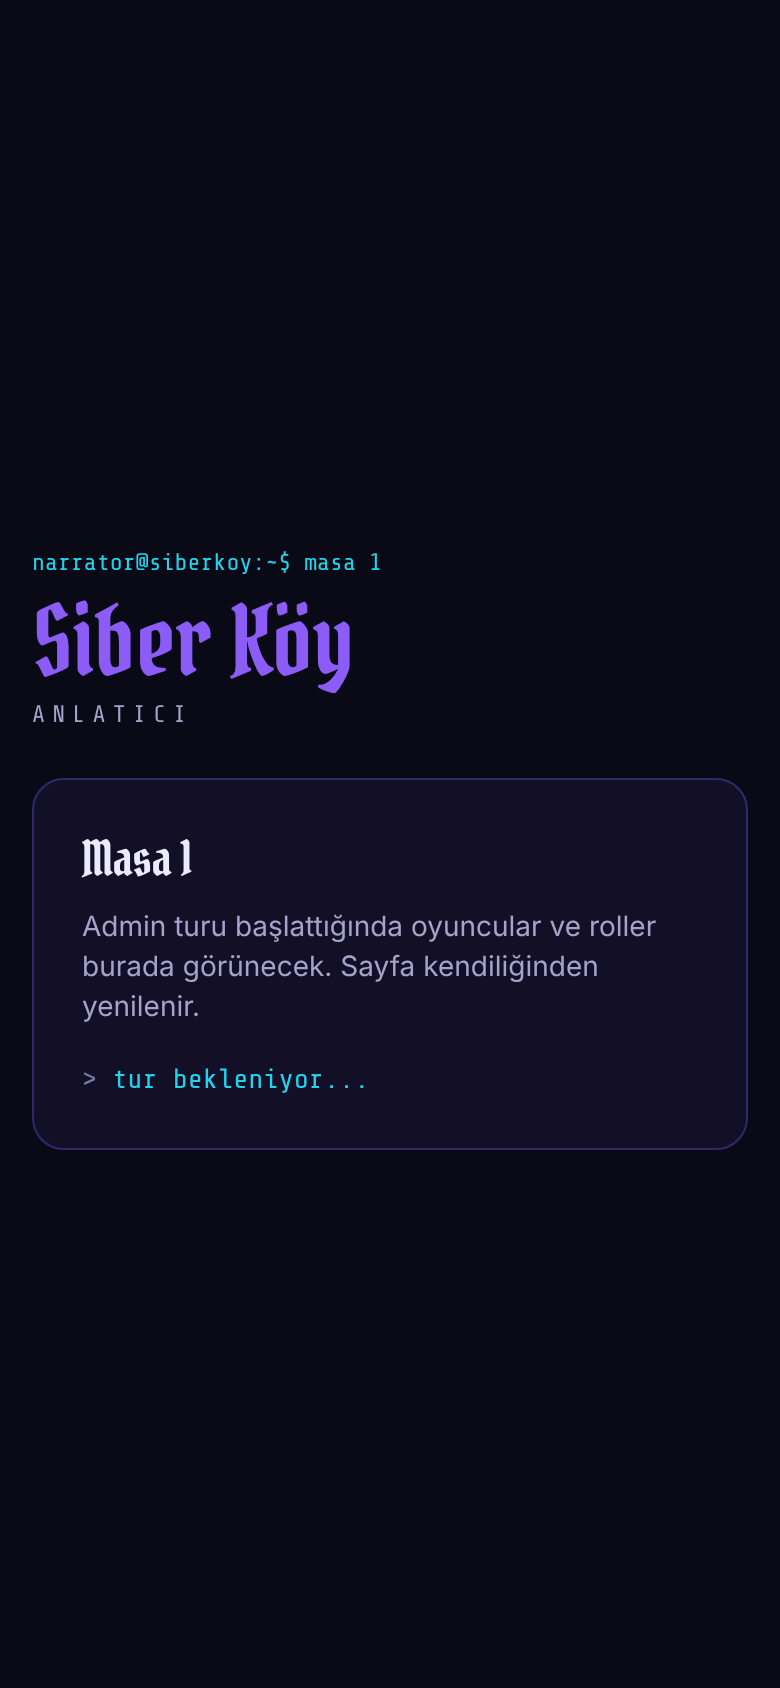 narrator@siberkoy:~$ masa 1
Siber Köy
ANLATICI
Masa 1
Admin turu başlattığında oyuncular ve roller
burada görünecek. Sayfa kendiliğinden
yenilenir.
> tur bekleniyor...